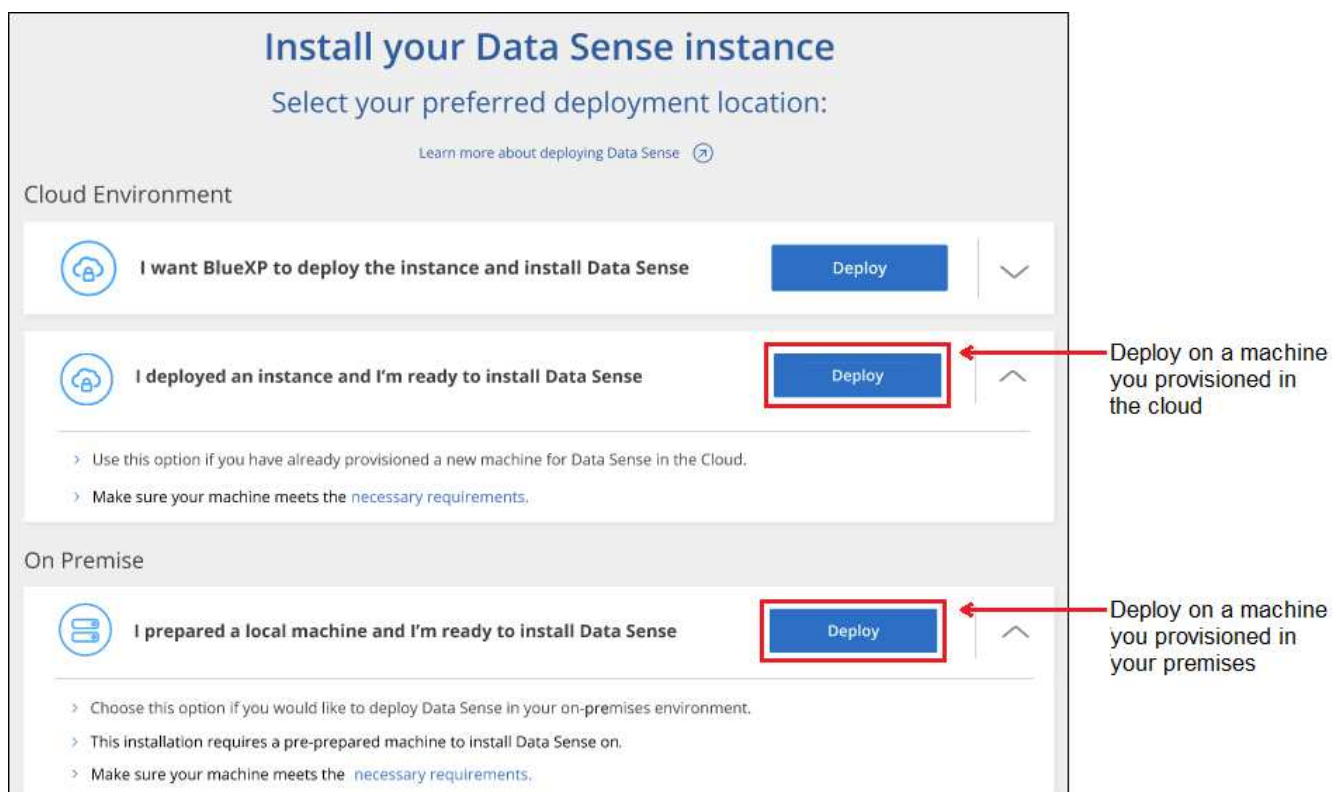 Install your Data Sense instance
Select your preferred deployment location:
Learn more about deploying Data Sense
Cloud Environment
I want BlueXP to deploy the instance and install Data Sense
Deploy
I deployed an instance and I'm ready to install Data Sense
Deploy
Deploy on a machine
you provisioned in
the cloud
Use this option if you have already provisioned a new machine for Data Sense in the Cloud.
Make sure your machine meets the necessary requirements.
On Premise
I prepared a local machine and I'm ready to install Data Sense
Deploy
Deploy on a machine
you provisioned in
your premises
Choose this option if you would like to deploy Data Sense in your on-premises environment.
This installation requires a pre-prepared machine to install Data Sense on.
Make sure your machine meets the necessary requirements.